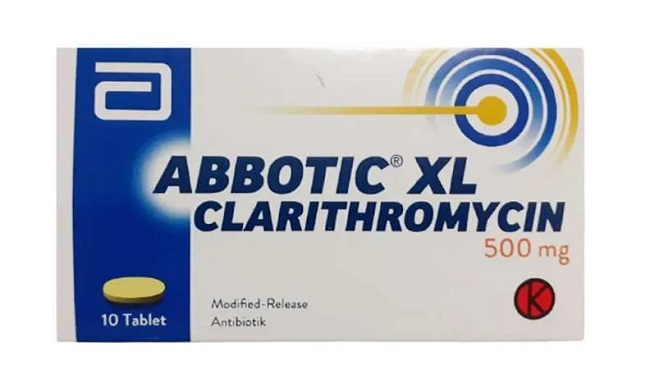 ABBOTIC® XL
CLARITHROMYCIN
500 mg
Modified-Release
Antibiotik
10 Tablet
K